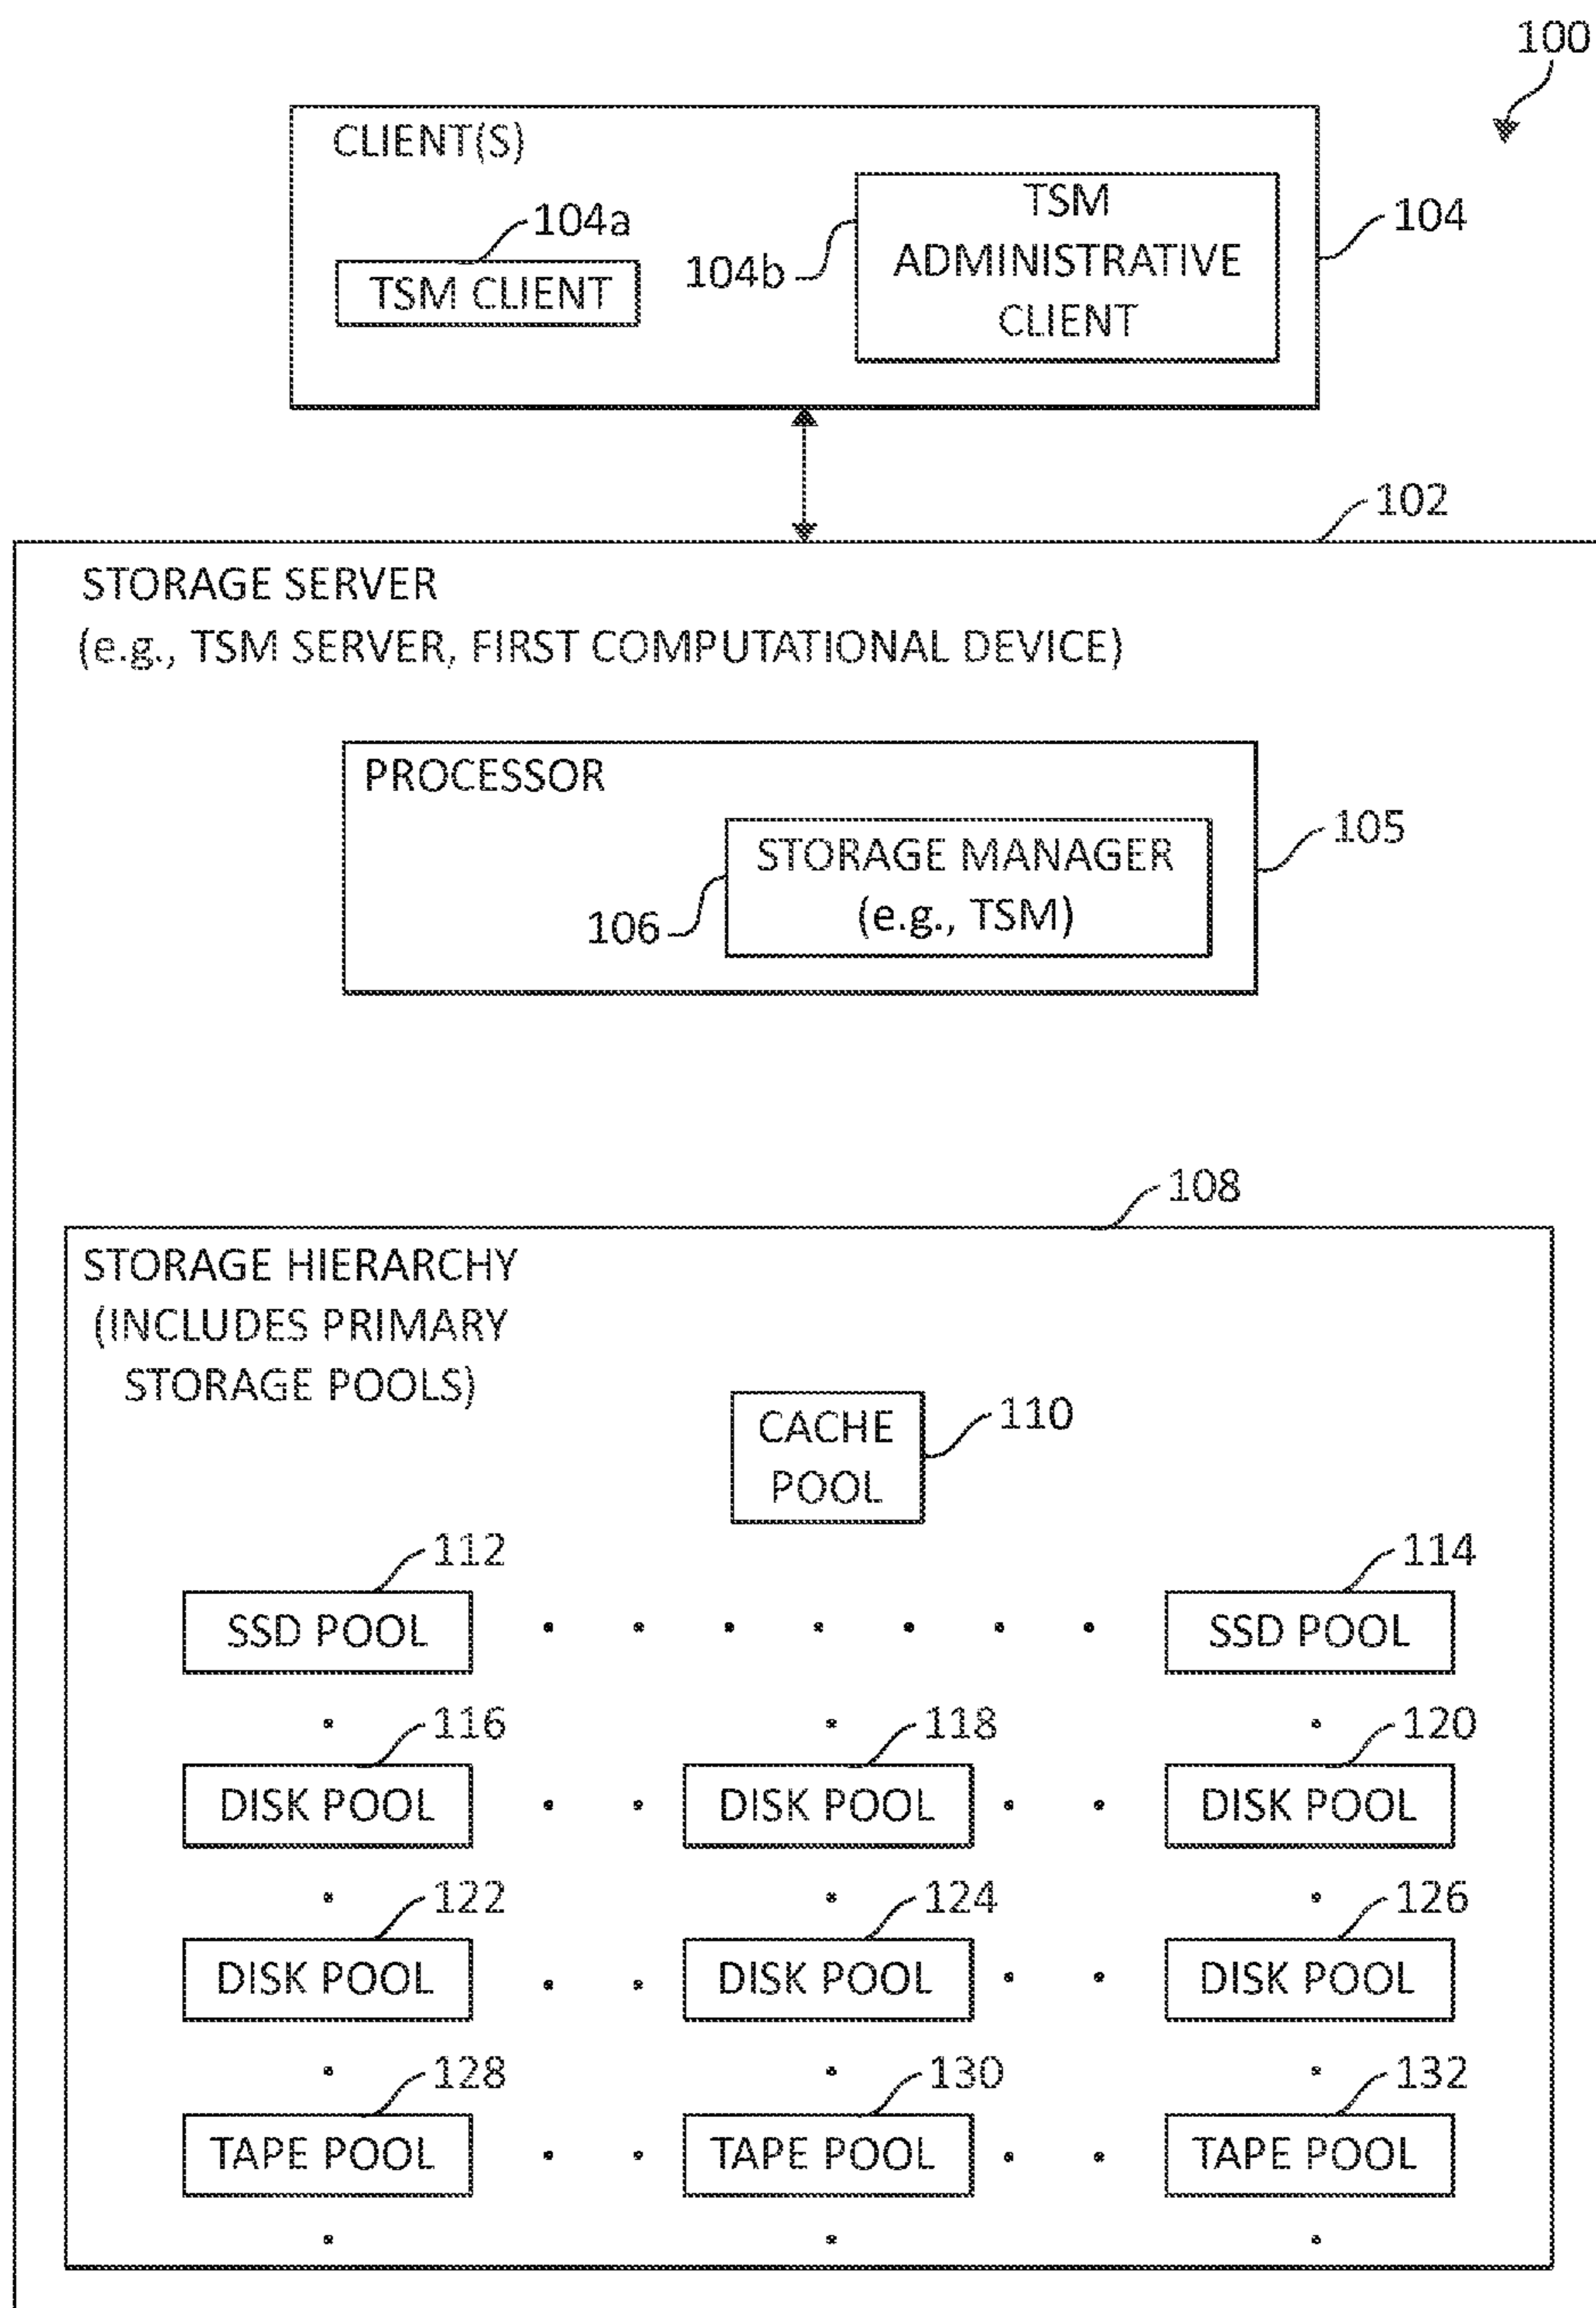 100
CLIENT(S)
104a
TSM CLIENT
104b
TSM
ADMINISTRATIVE
CLIENT
104
102
STORAGE SERVER
(e.g., TSM SERVER, FIRST COMPUTATIONAL DEVICE)
PROCESSOR
105
STORAGE MANAGER
(e.g., TSM)
106
108
STORAGE HIERARCHY
(INCLUDES PRIMARY
STORAGE POOLS)
CACHE
POOL
110
112
114
SSD POOL
SSD POOL
116
118
120
DISK POOL
DISK POOL
DISK POOL
122
124
126
DISK POOL
DISK POOL
DISK POOL
128
130
132
TAPE POOL
TAPE POOL
TAPE POOL